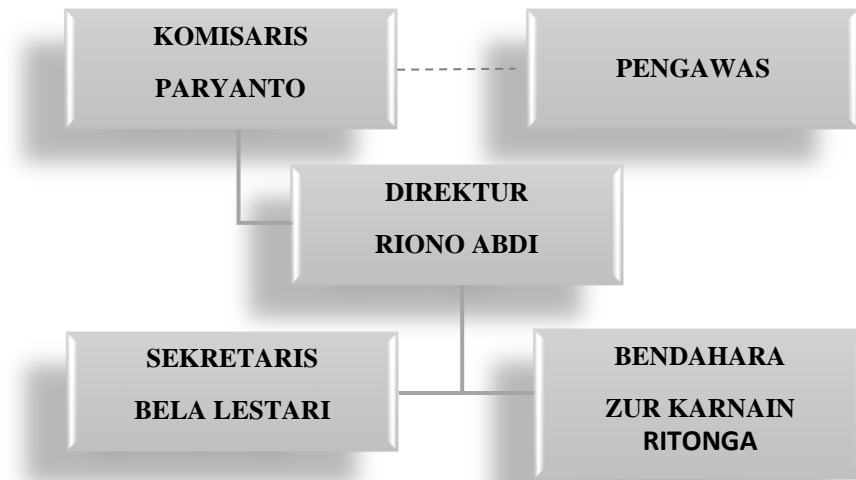 KOMISARIS
PARYANTO
PENGAWAS
DIREKTUR
RIONO ABDI
SEKRETARIS
BELA LESTARI
BENDAHARA
ZUR KARNAIN
RITONGA